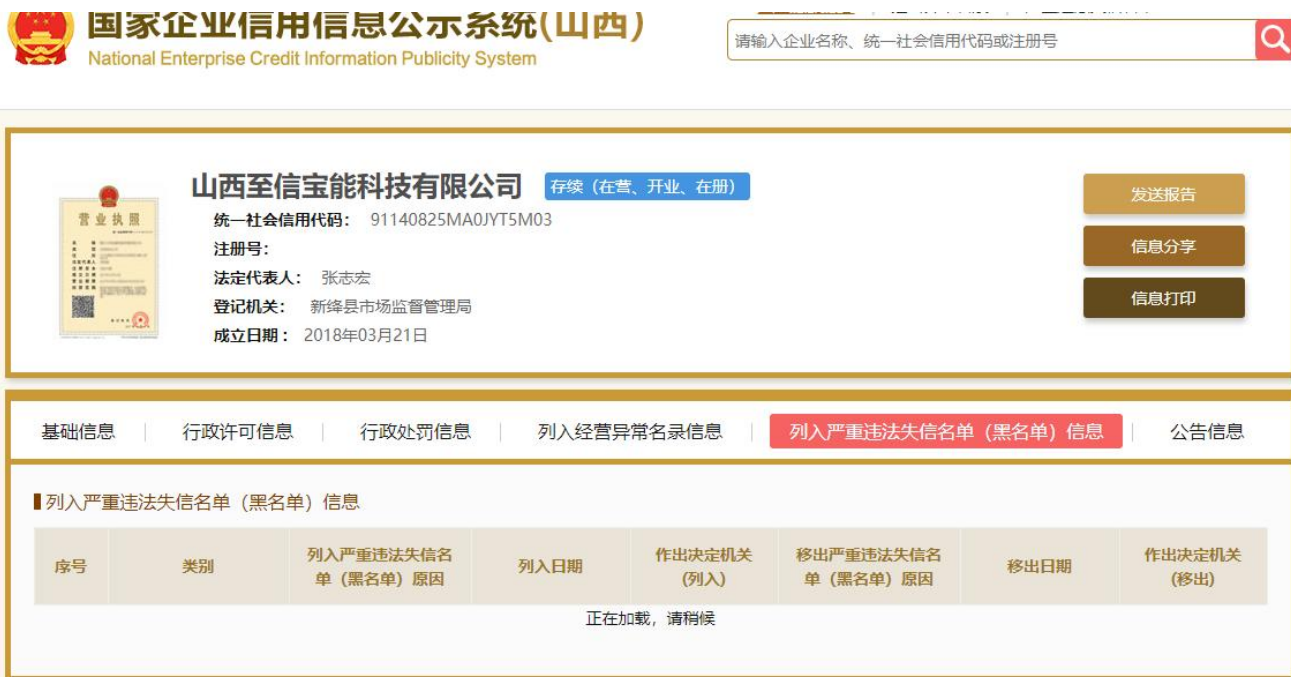 国家企业信用信息公示系统(山西)
National Enterprise Credit Information Publicity System
请输入企业名称、统一社会信用代码或注册号
山西至信宝能科技有限公司
存续（在营、开业、在册）
统一社会信用代码： 91140825MA0JYT5M03
注册号：
法定代表人： 张志宏
登记机关： 新绛县市场监督管理局
成立日期： 2018年03月21日
营业执照
发送报告
信息分享
信息打印
基础信息
行政许可信息
行政处罚信息
列入经营异常名录信息
列入严重违法失信名单（黑名单）信息
公告信息
列入严重违法失信名单（黑名单）信息
序号
类别
列入严重违法失信名
单（黑名单）原因
列入日期
作出决定机关
(列入)
移出严重违法失信名
单（黑名单）原因
移出日期
作出决定机关
(移出)
正在加载，请稍候